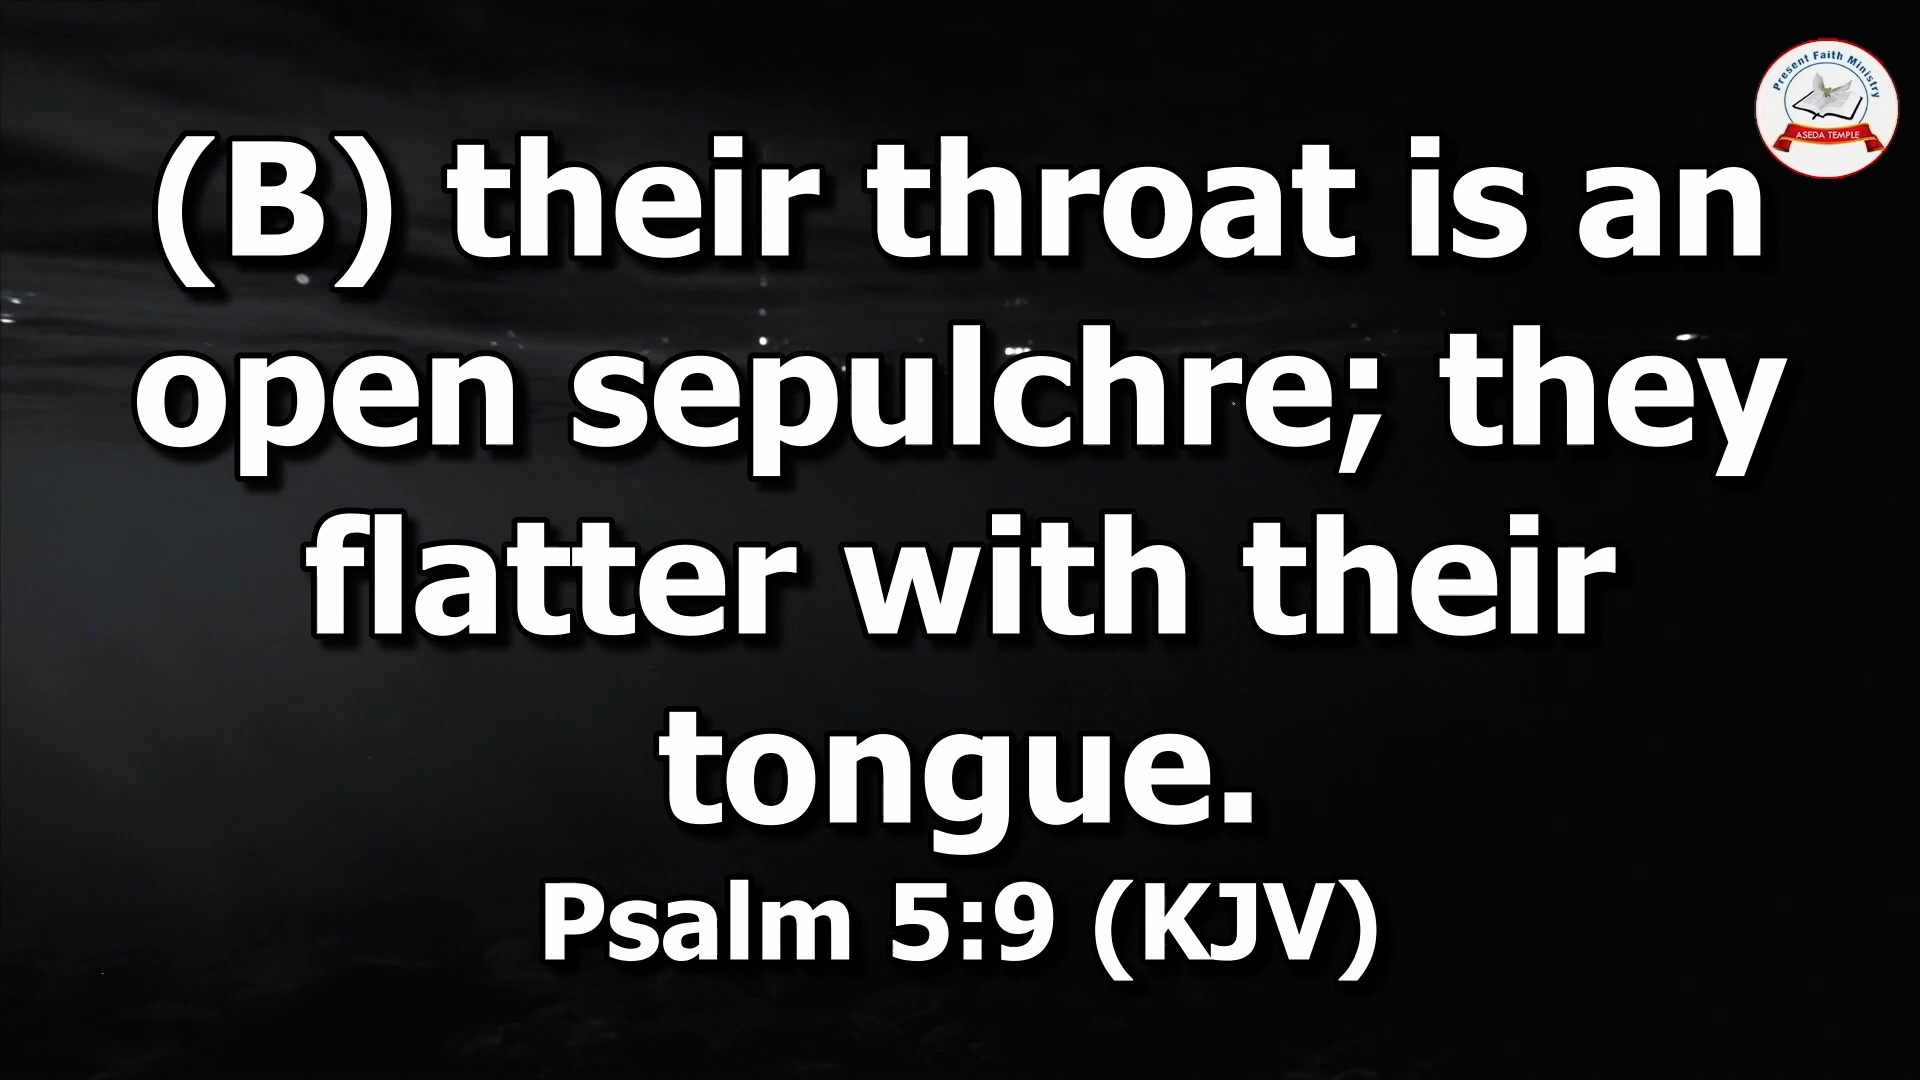 Present Faith Ministry
ASEDA TEMPLE
(B) their throat is an
open sepulchre; they
flatter with their
tongue.
Psalm 5:9 (KJV)